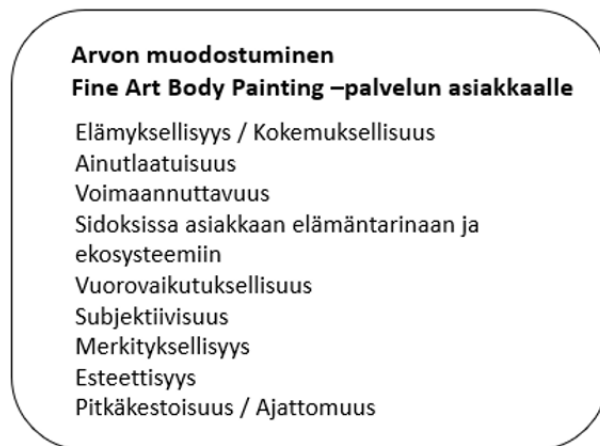 Arvon muodostuminen
Fine Art Body Painting –palvelun asiakkaalle
Elämyksellisyys / Kokemuksellisuus
Ainutlaatuisuus
Voimaannuttavuus
Sidoksissa asiakkaan elämäntarinaan ja
ekosysteemiin
Vuorovaikutuksellisuus
Subjektiivisuus
Merkityksellisyys
Esteettisyys
Pitkäkestoisuus / Ajattomuus